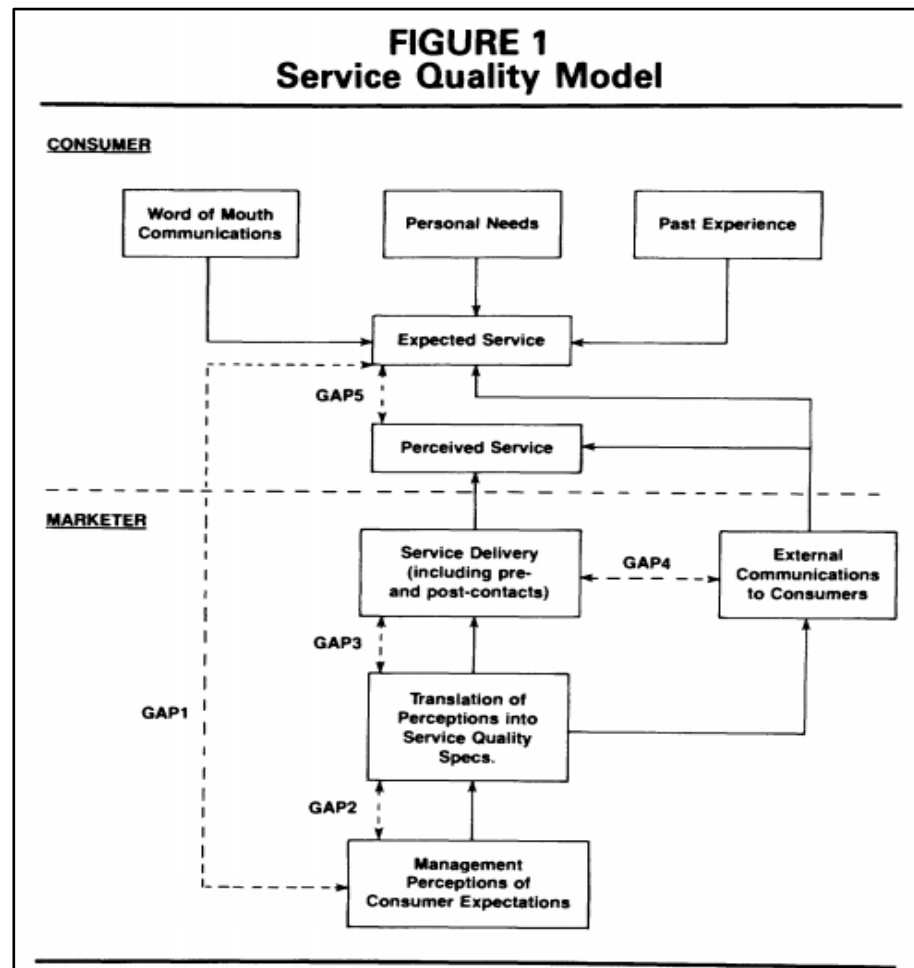 FIGURE 1
Service Quality Model
CONSUMER
Word of Mouth
Communications
Personal Needs
Past Experience
Expected Service
GAP5
Perceived Service
MARKETER
Service Delivery
(including pre-
and post-contacts)
GAP4
External
Communications
to Consumers
GAP3
GAP1
Translation of
Perceptions into
Service Quality
Specs.
GAP2
Management
Perceptions of
Consumer Expectations